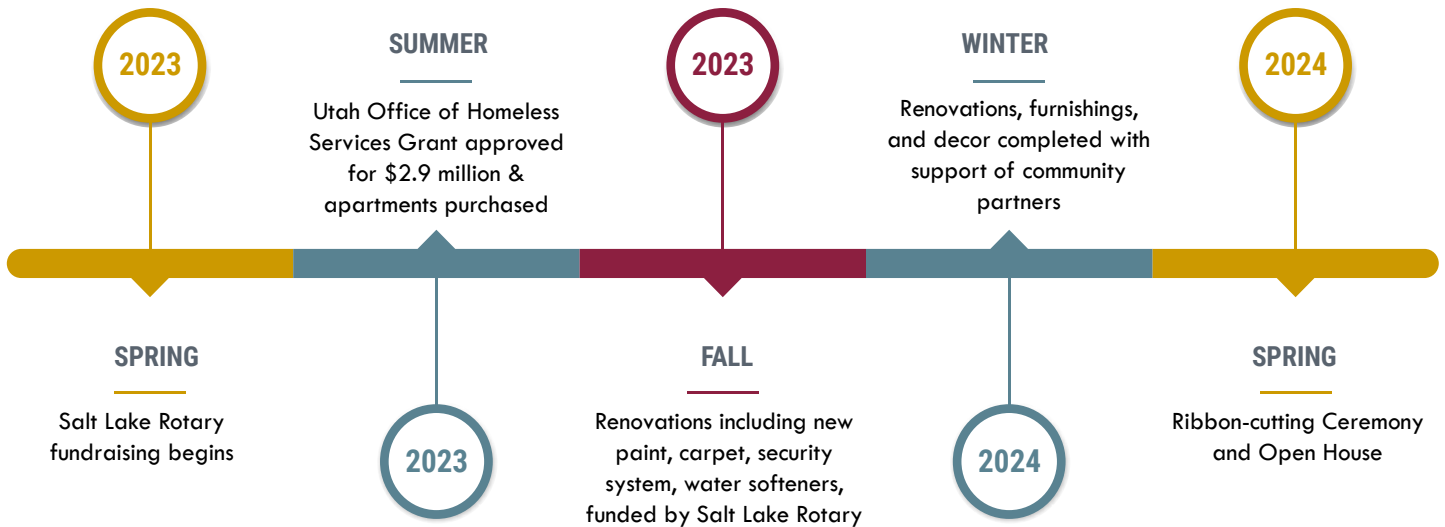 2023
SPRING
Salt Lake Rotary
fundraising begins
SUMMER
Utah Office of Homeless
Services Grant approved
for $2.9 million &
apartments purchased
2023
2023
FALL
Renovations including new
paint, carpet, security
system, water softeners,
funded by Salt Lake Rotary
WINTER
Renovations, furnishings,
and decor completed with
support of community
partners
2024
2024
SPRING
Ribbon-cutting Ceremony
and Open House